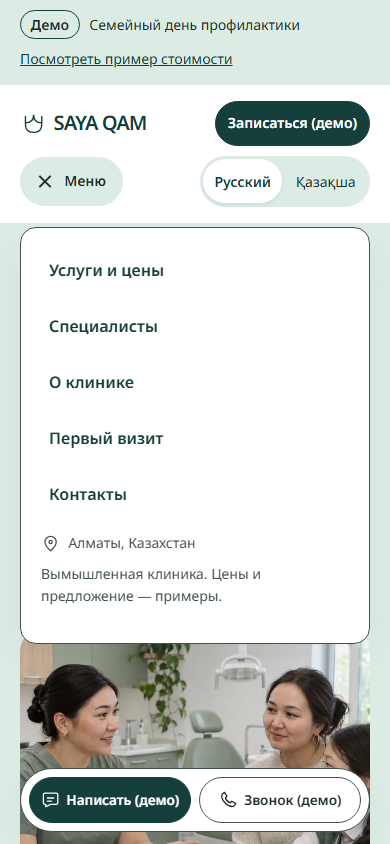 Демо Семейный день профилактики
Посмотреть пример стоимости
SAYA QAM
Записаться (демо)
Меню
Русский Қазақша
Услуги и цены
Специалисты
О клинике
Первый визит
Контакты
Алматы, Казахстан
Вымышленная клиника. Цены и
предложение — примеры.
Написать (демо)
Звонок (демо)